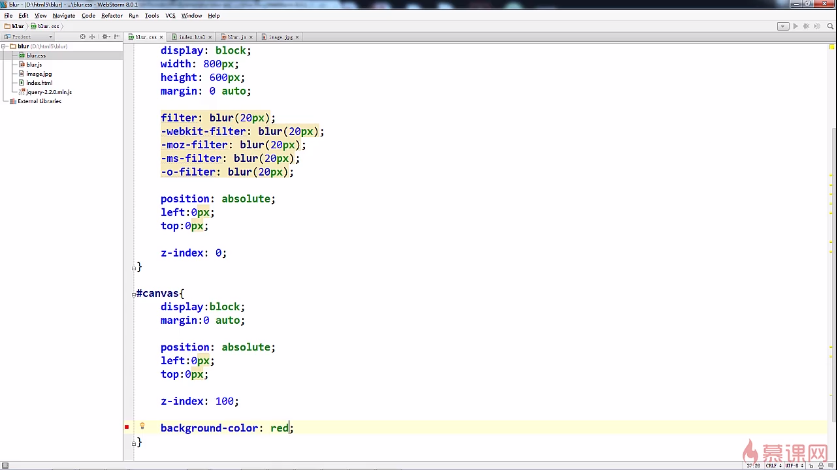 blur - [D:\html5\blur] - ...\blur.css - WebStorm 8.0.1
File Edit View Navigate Code Refactor Run Tools VCS Window Help
blur blur.css
Project
blur.css × index.html × blur.js × image.jpg ×
blur (D:\html5\blur)
blur.css
blur.js
image.jpg
index.html
jquery-2.2.0.min.js
External Libraries
display: block;
width: 800px;
height: 600px;
margin: 0 auto;
filter: blur(20px);
-webkit-filter: blur(20px);
-moz-filter: blur(20px);
-ms-filter: blur(20px);
-o-filter: blur(20px);
position: absolute;
left:0px;
top:0px;
z-index: 0;
}
#canvas{
display:block;
margin:0 auto;
position: absolute;
left:0px;
top:0px;
z-index: 100;
background-color: red;
}
慕课网
CRLF UTF-8